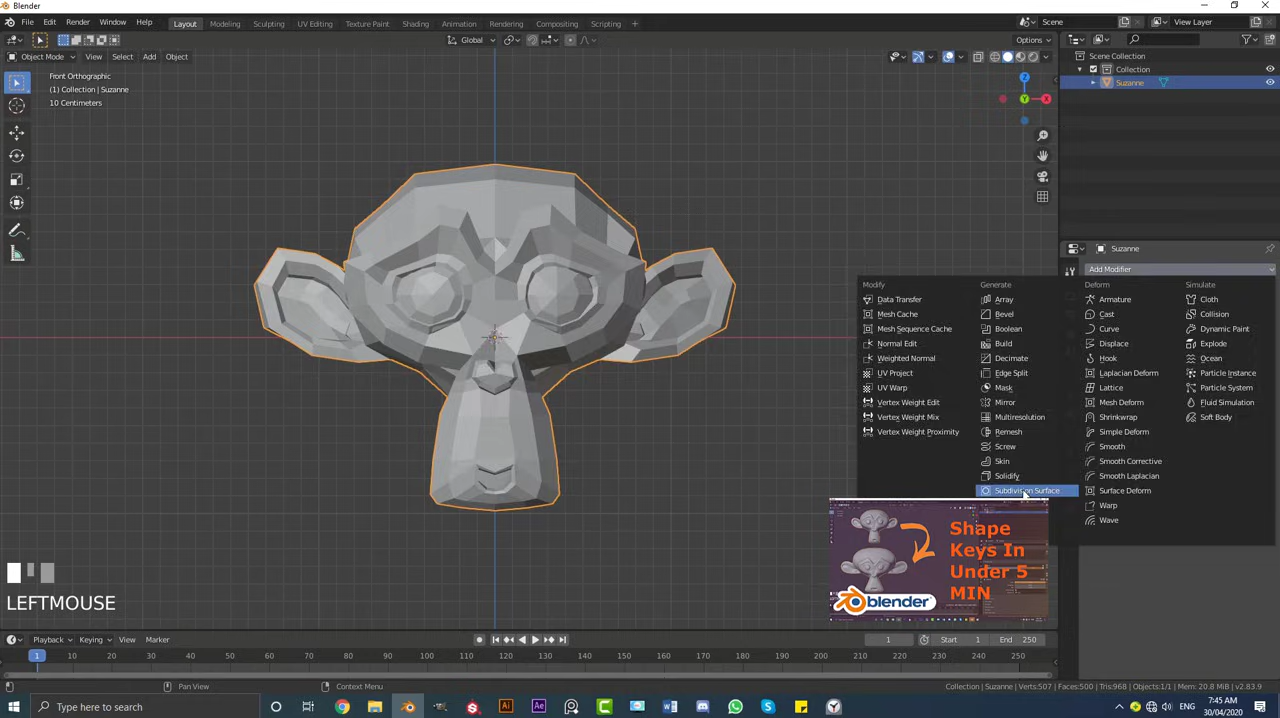 Blender
File Edit Render Window Help
Layout Modeling Sculpting UV Editing Texture Paint Shading Animation Rendering Compositing Scripting +
Scene
View Layer
Global
Options
Object Mode View Select Add Object
Front Orthographic
(1) Collection | Suzanne
10 Centimeters
Z
Y
X
Scene Collection
Collection
Suzanne
Suzanne
Add Modifier
Modify
Data Transfer
Mesh Cache
Mesh Sequence Cache
Normal Edit
Weighted Normal
UV Project
UV Warp
Vertex Weight Edit
Vertex Weight Mix
Vertex Weight Proximity
Generate
Array
Bevel
Boolean
Build
Decimate
Edge Split
Mask
Mirror
Multiresolution
Remesh
Screw
Skin
Solidify
Subdivision Surface
Deform
Armature
Cast
Curve
Displace
Hook
Laplacian Deform
Lattice
Mesh Deform
Shrinkwrap
Simple Deform
Smooth
Smooth Corrective
Smooth Laplacian
Surface Deform
Warp
Wave
Simulate
Cloth
Collision
Dynamic Paint
Explode
Ocean
Particle Instance
Particle System
Fluid Simulation
Soft Body
Shape
Keys In
Under 5
MIN
blender
LEFTMOUSE
Playback Keying View Marker
1 Start 1 End 250
1 10 20 30 40 50 60 70 80 90 100 110 120 130 140 150 160 170 180 190 200 210 220 230 240 250
Pan View
Context Menu
Collection | Suzanne | Verts:507 | Faces:500 | Tris:968 | Objects:1/1 | Mem: 20.8 MiB | v2.83.9
Type here to search
7:45 AM
30/04/2020